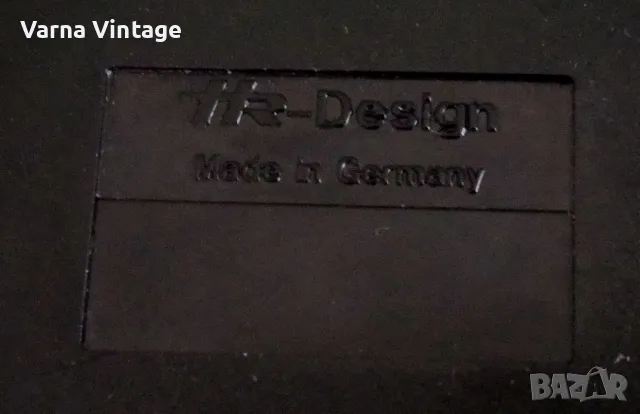 Varna Vintage
HR-Design
Made in Germany
BAZAR